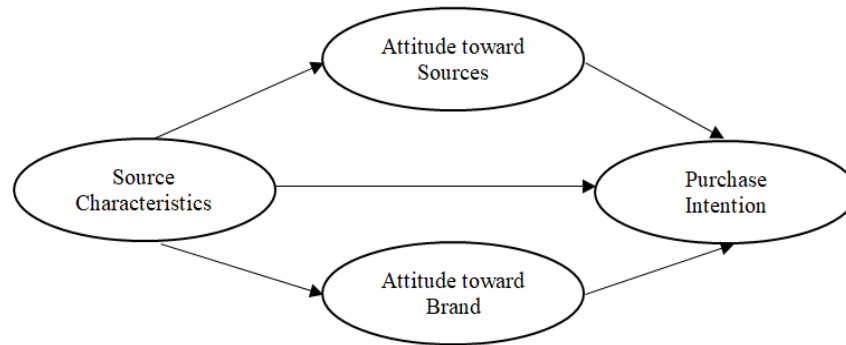 Attitude toward
Sources
Source
Characteristics
Purchase
Intention
Attitude toward
Brand